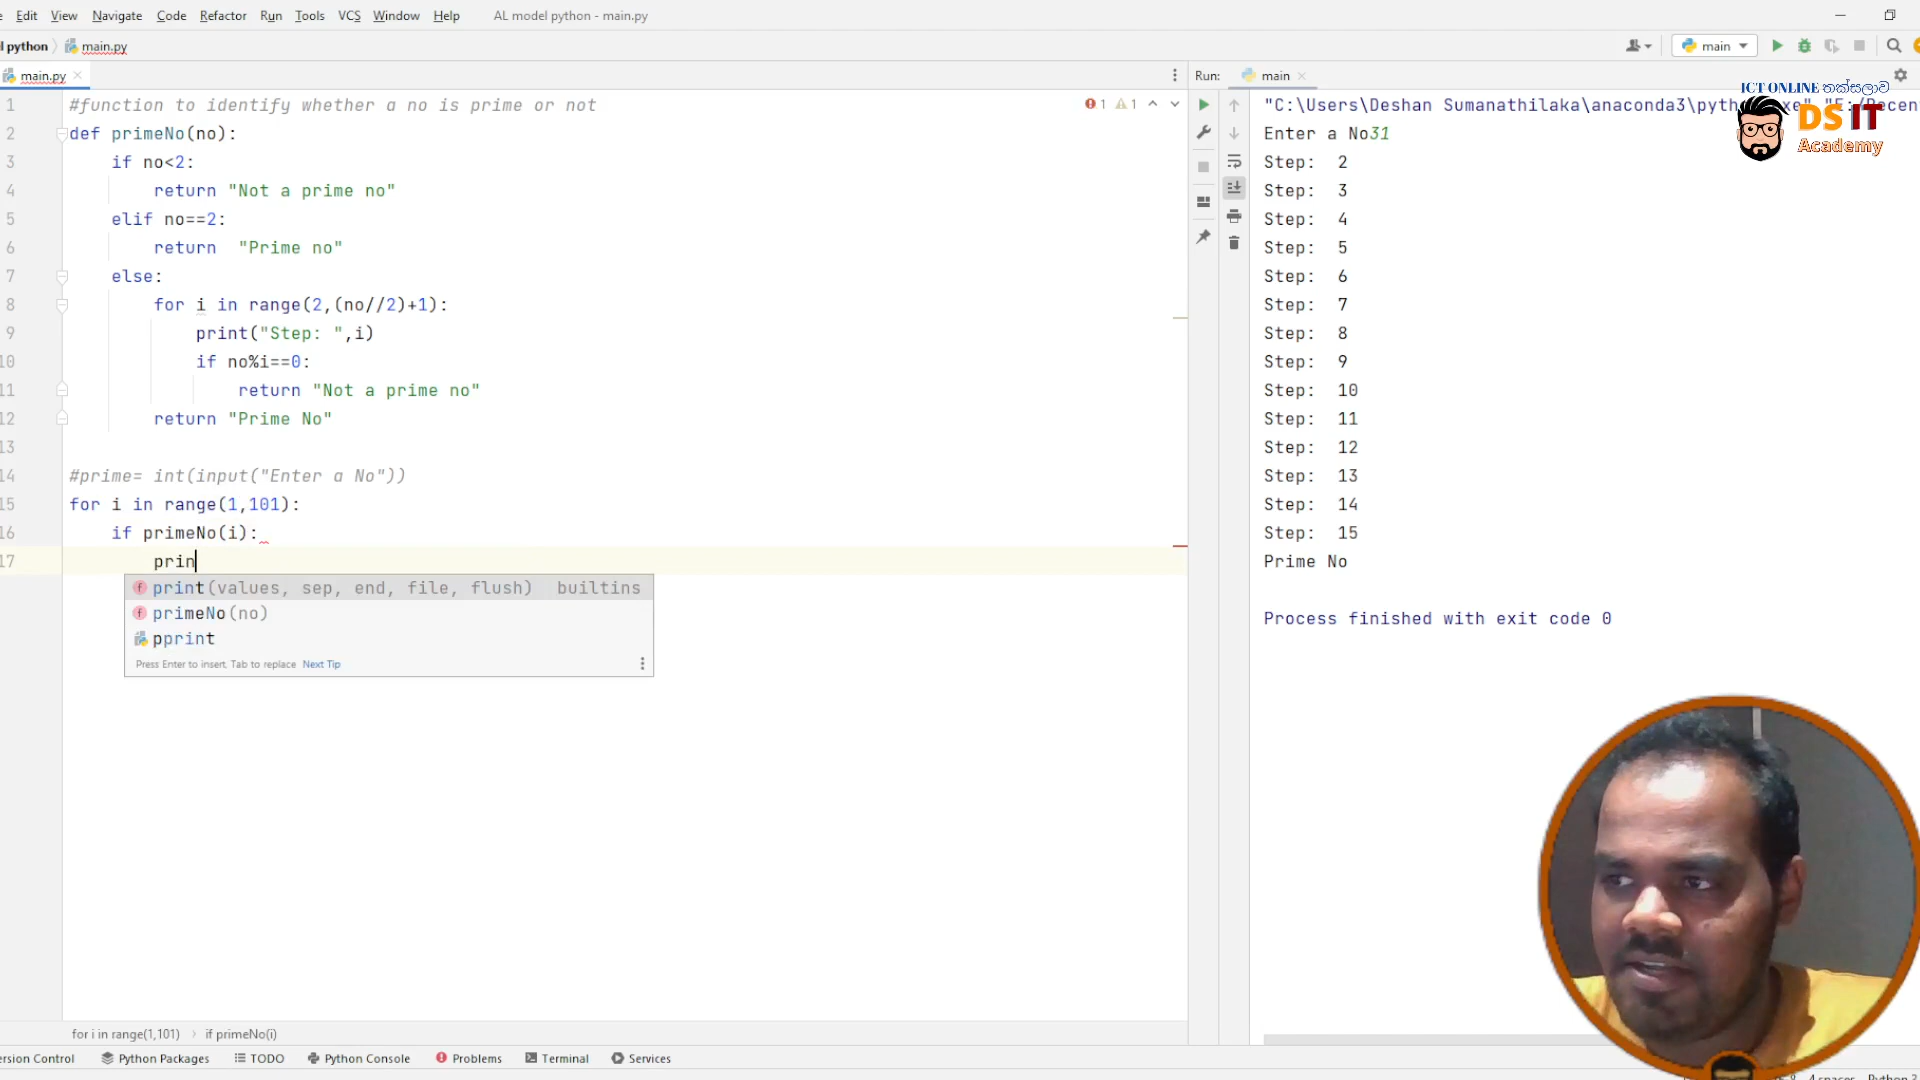 Edit View Navigate Code Refactor Run Tools VCS Window Help AL model python - main.py
l python main.py main
main.py Run: main
1 #function to identify whether a no is prime or not
2 def primeNo(no):
3 if no<2:
4 return "Not a prime no"
5 elif no==2:
6 return "Prime no"
7 else:
8 for i in range(2,(no//2)+1):
9 print("Step: ",i)
10 if no%i==0:
11 return "Not a prime no"
12 return "Prime No"
13
14 #prime= int(input("Enter a No"))
15 for i in range(1,101):
16 if primeNo(i):
17 prin
print(values, sep, end, file, flush) builtins
primeNo(no)
pprint
Press Enter to insert, Tab to replace Next Tip
1 1
"C:\Users\Deshan Sumanathilaka\anaconda3\pyth
Enter a No31
Step: 2
Step: 3
Step: 4
Step: 5
Step: 6
Step: 7
Step: 8
Step: 9
Step: 10
Step: 11
Step: 12
Step: 13
Step: 14
Step: 15
Prime No
Process finished with exit code 0
ICT ONLINE තක්සලාව
DS IT
Academy
for i in range(1,101) if primeNo(i)
ersion Control Python Packages TODO Python Console Problems Terminal Services